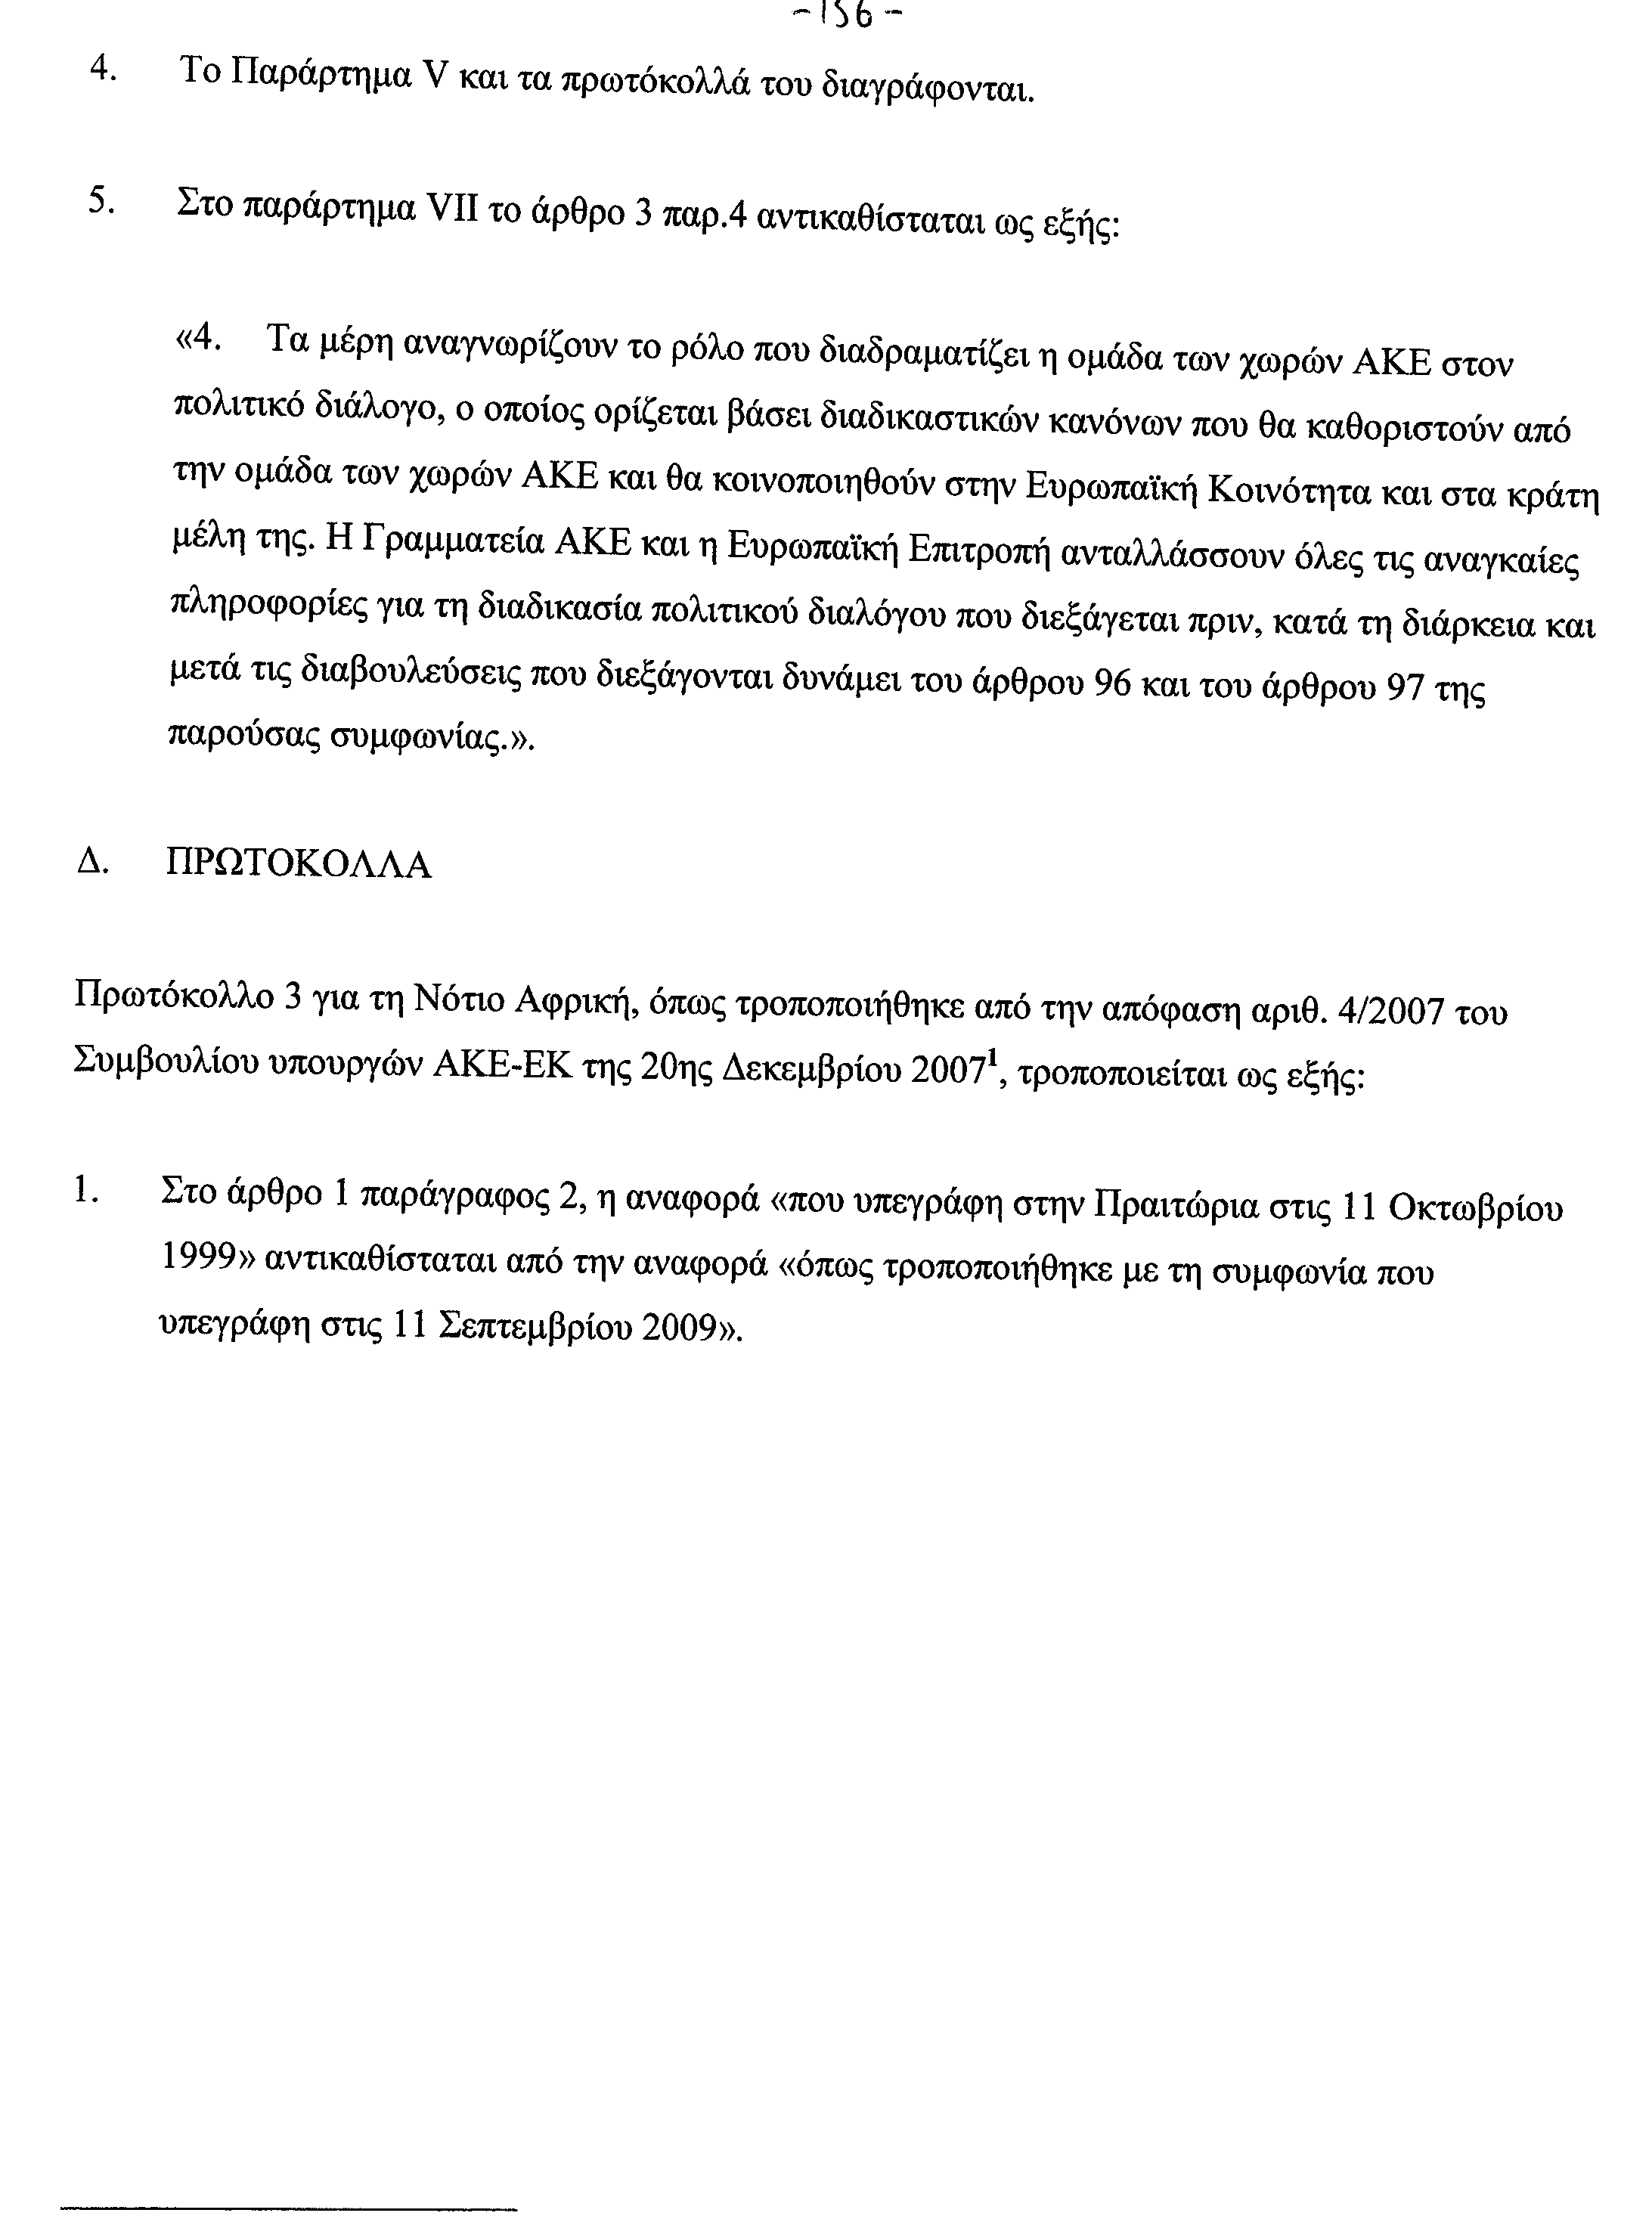 -156-
4. Το Παράρτημα V και τα πρωτόκολλά του διαγράφονται.
5. Στο παράρτημα VII το άρθρο 3 παρ.4 αντικαθίσταται ως εξής:
«4. Τα μέρη αναγνωρίζουν το ρόλο που διαδραματίζει η ομάδα των χωρών ΑΚΕ στον
πολιτικό διάλογο, ο οποίος ορίζεται βάσει διαδικαστικών κανόνων που θα καθοριστούν από
την ομάδα των χωρών ΑΚΕ και θα κοινοποιηθούν στην Ευρωπαϊκή Κοινότητα και στα κράτη
μέλη της. Η Γραμματεία ΑΚΕ και η Ευρωπαϊκή Επιτροπή ανταλλάσσουν όλες τις αναγκαίες
πληροφορίες για τη διαδικασία πολιτικού διαλόγου που διεξάγεται πριν, κατά τη διάρκεια και
μετά τις διαβουλεύσεις που διεξάγονται δυνάμει του άρθρου 96 και του άρθρου 97 της
παρούσας συμφωνίας.».
Δ. ΠΡΩΤΟΚΟΛΛΑ
Πρωτόκολλο 3 για τη Νότιο Αφρική, όπως τροποποιήθηκε από την απόφαση αριθ. 4/2007 του
Συμβουλίου υπουργών ΑΚΕ-ΕΚ της 20ης Δεκεμβρίου 2007¹, τροποποιείται ως εξής:
1. Στο άρθρο 1 παράγραφος 2, η αναφορά «που υπεγράφη στην Πραιτώρια στις 11 Οκτωβρίου
1999» αντικαθίσταται από την αναφορά «όπως τροποποιήθηκε με τη συμφωνία που
υπεγράφη στις 11 Σεπτεμβρίου 2009».